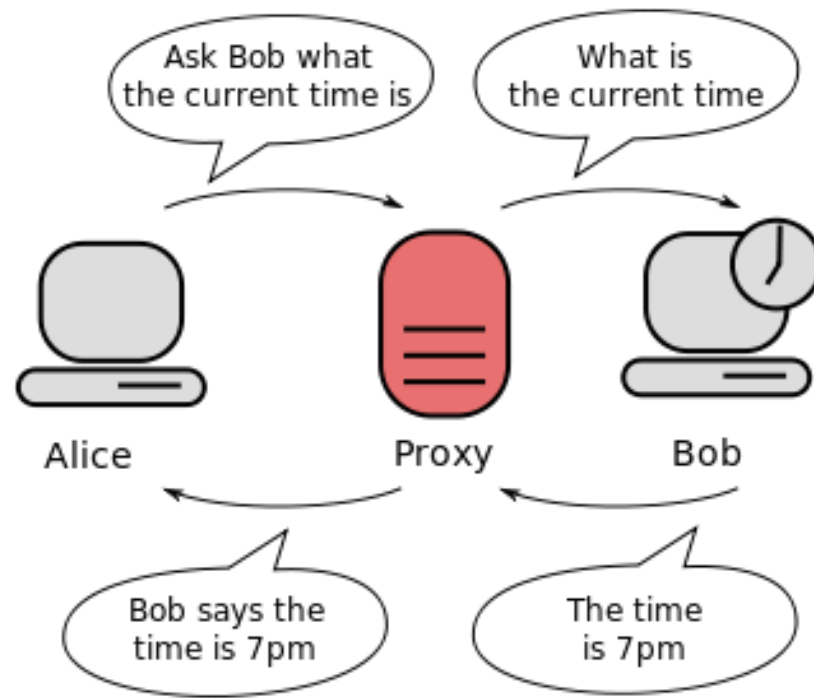 Ask Bob what
the current time is
What is
the current time
Alice
Proxy
Bob
Bob says the
time is 7pm
The time
is 7pm